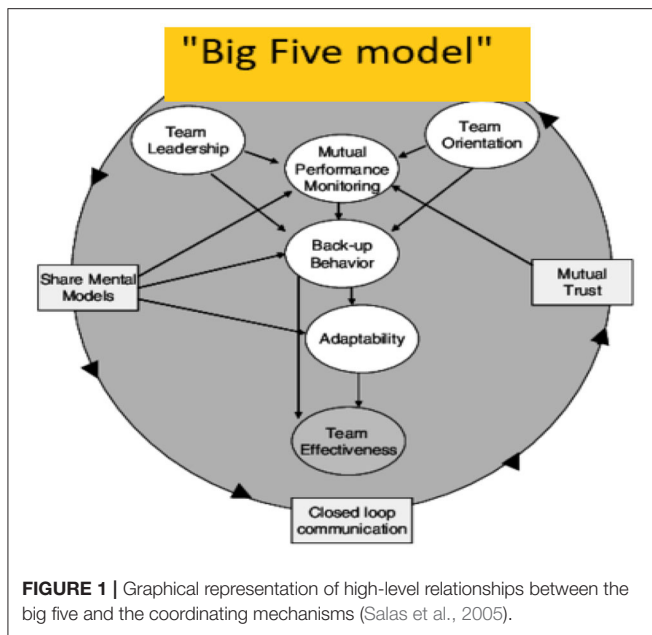 "Big Five model"
Team
Leadership
Team
Orientation
Mutual
Performance
Monitoring
Back-up
Behavior
Share Mental
Models
Mutual
Trust
Adaptability
Team
Effectiveness
Closed loop
communication
FIGURE 1 | Graphical representation of high-level relationships between the
big five and the coordinating mechanisms (Salas et al., 2005).